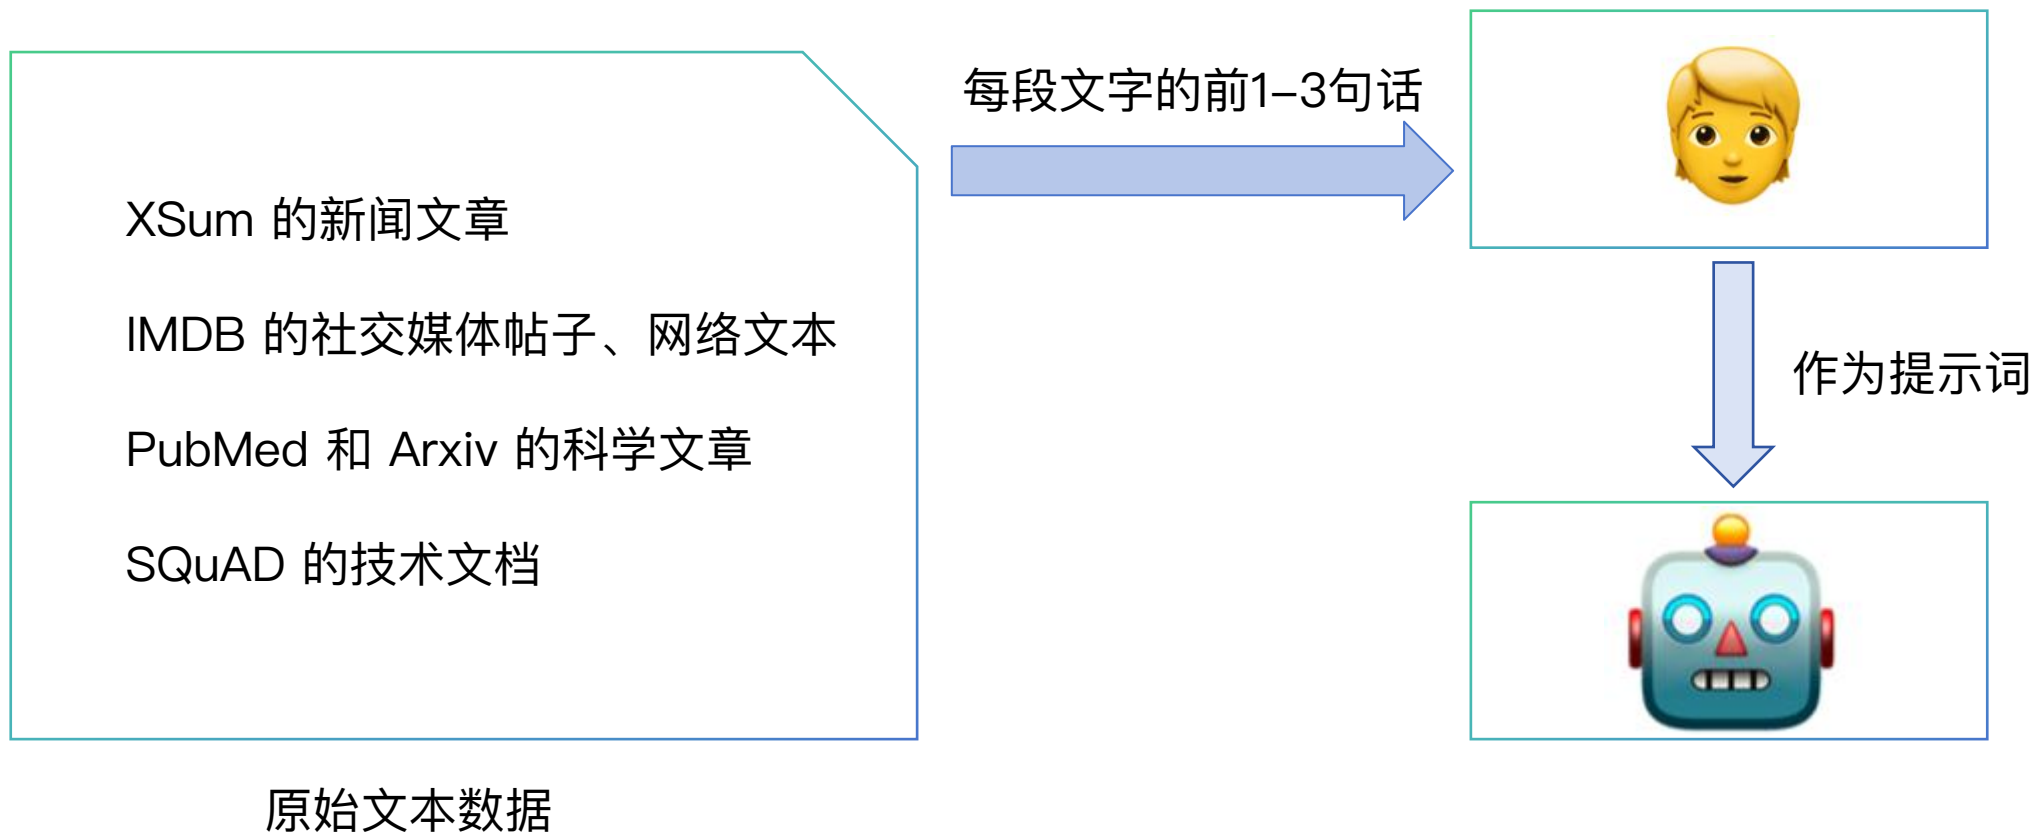 每段文字的前1–3句话
XSum 的新闻文章
IMDB 的社交媒体帖子、网络文本
PubMed 和 Arxiv 的科学文章
SQuAD 的技术文档
作为提示词
原始文本数据